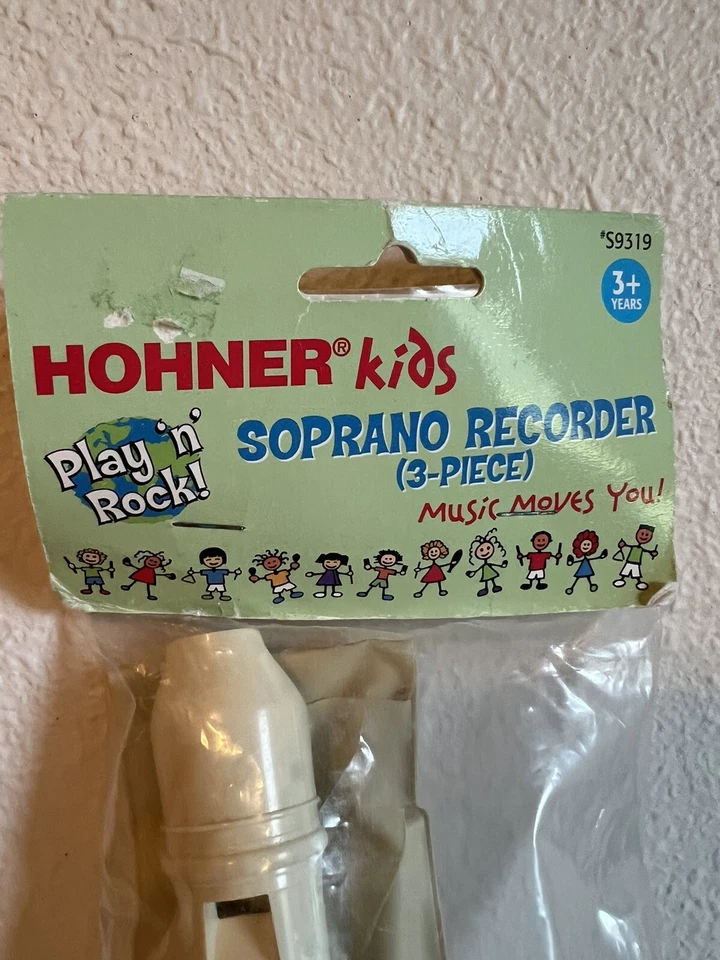 #S9319
3+
YEARS
HOHNER® kids
Play 'n'
Rock!
SOPRANO RECORDER
(3-PIECE)
MUSIC MOVES YOU!